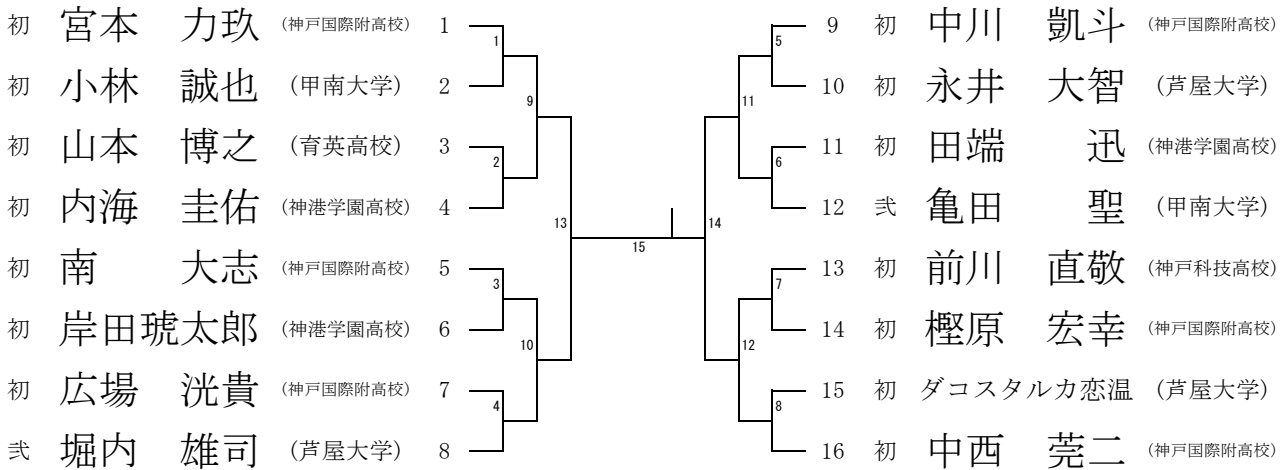 初 宮本 力玖 (神戸国際附高校) 1
初 小林 誠也 (甲南大学) 2
初 山本 博之 (育英高校) 3
初 内海 圭佑 (神港学園高校) 4
初 南 大志 (神戸国際附高校) 5
初 岸田琥太郎 (神港学園高校) 6
初 広場 洸貴 (神戸国際附高校) 7
弐 堀内 雄司 (芦屋大学) 8
1
2
3
4
9
10
13
15
14
11
12
5
6
7
8
9 初 中川 凱斗 (神戸国際附高校)
10 初 永井 大智 (芦屋大学)
11 初 田端 迅 (神港学園高校)
12 弐 亀田 聖 (甲南大学)
13 初 前川 直敬 (神戸科技高校)
14 初 樫原 宏幸 (神戸国際附高校)
15 初 ダコスタルカ恋温 (芦屋大学)
16 初 中西 莞二 (神戸国際附高校)